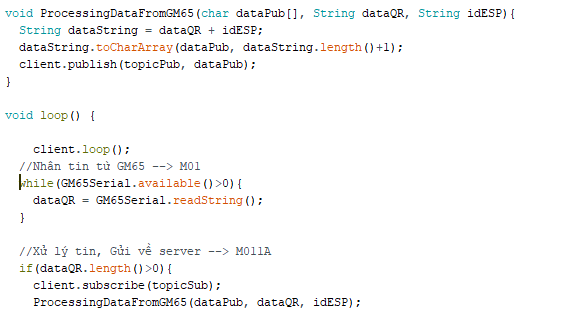 void ProcessingDataFromGM65(char dataPub[], String dataQR, String idESP){
String dataString = dataQR + idESP;
dataString.toCharArray(dataPub, dataString.length()+1);
client.publish(topicPub, dataPub);
}
void loop() {
client.loop();
//Nhân tin từ GM65 --> M01
while(GM65Serial.available()>0){
dataQR = GM65Serial.readString();
}
//Xử lý tin, Gửi về server --> M011A
if(dataQR.length()>0){
client.subscribe(topicSub);
ProcessingDataFromGM65(dataPub, dataQR, idESP);